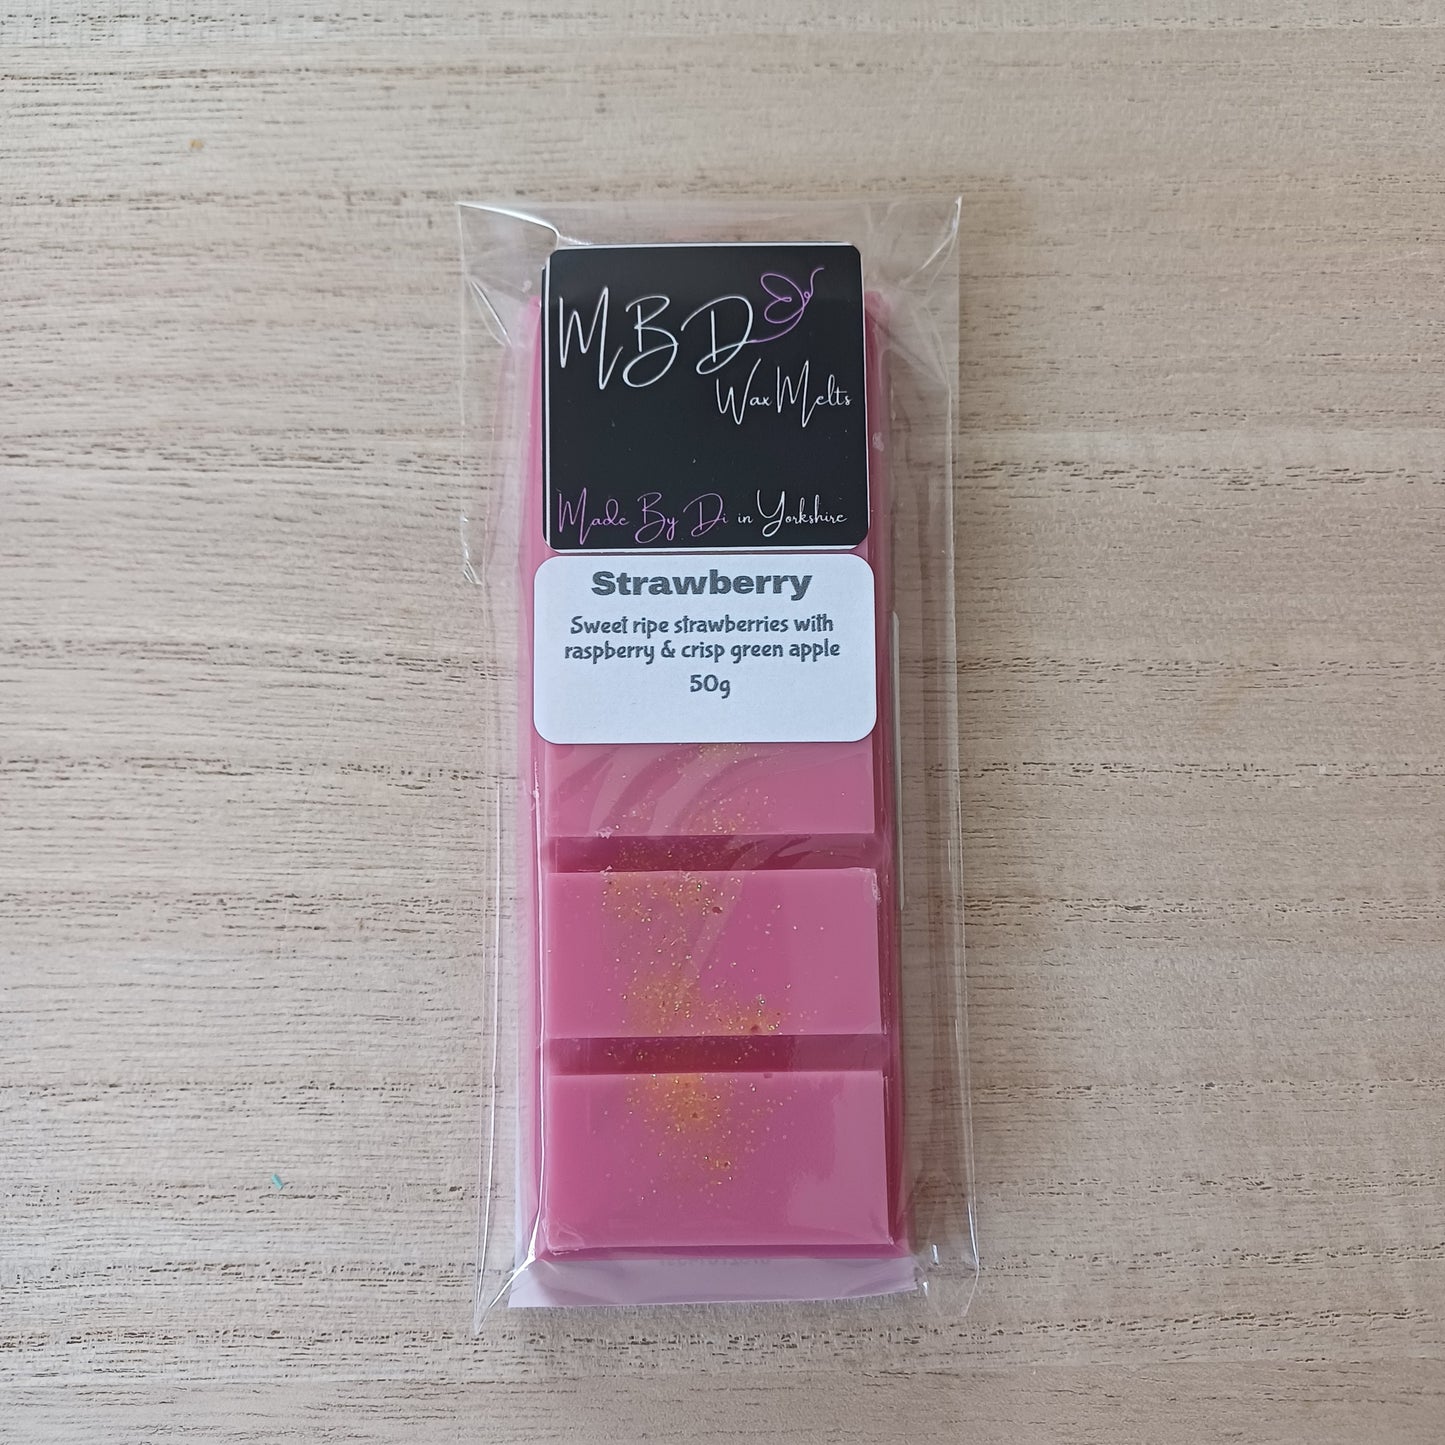 MBD
Wax Melts
Made By Di in Yorkshire
Strawberry
Sweet ripe strawberries with
raspberry & crisp green apple
50g